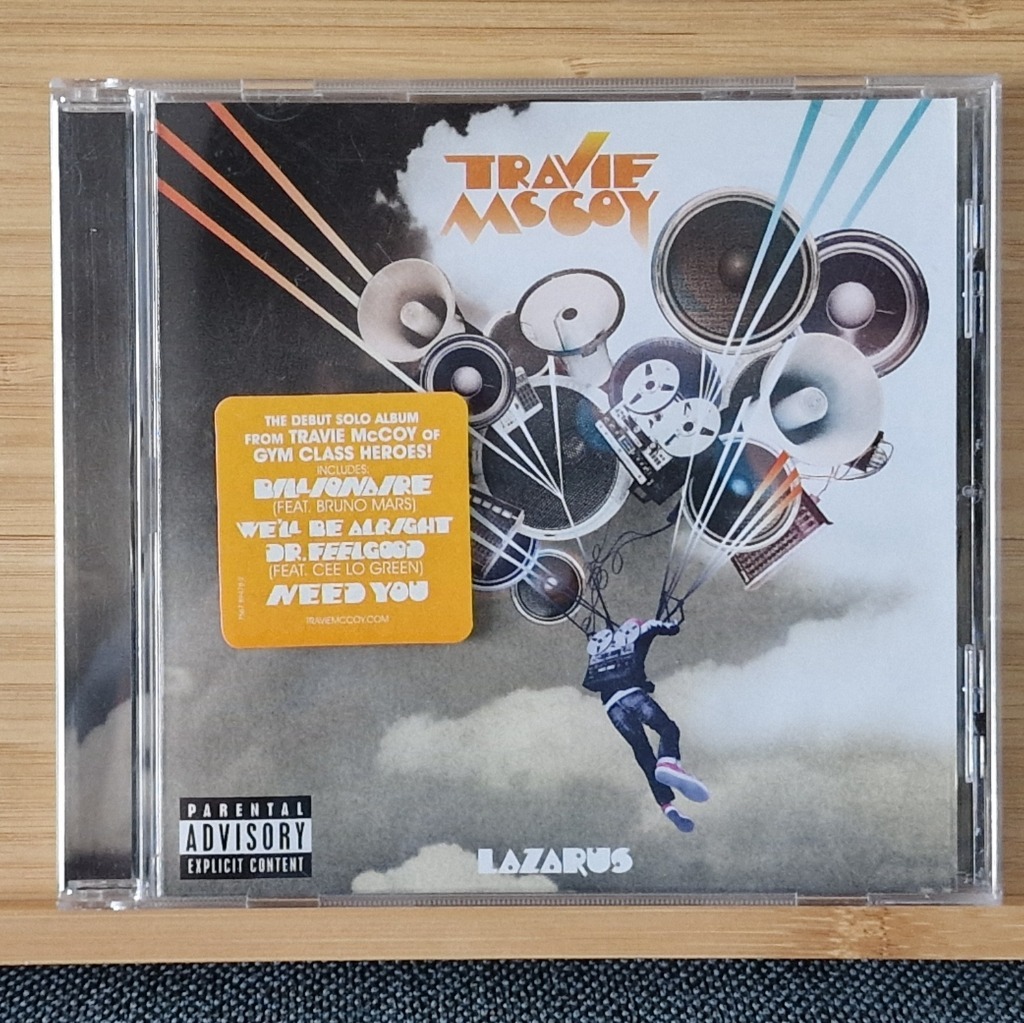 TRAVIE
McCOY
THE DEBUT SOLO ALBUM
FROM TRAVIE McCOY OF
GYM CLASS HEROES!
INCLUDES:
BILLIONAIRE
(FEAT. BRUNO MARS)
WE'LL BE ALRIGHT
DR. FEELGOOD
(FEAT. CEE LO GREEN)
NEED YOU
TRAVIEMCCOY.COM
PARENTAL
ADVISORY
EXPLICIT CONTENT
LAZARUS